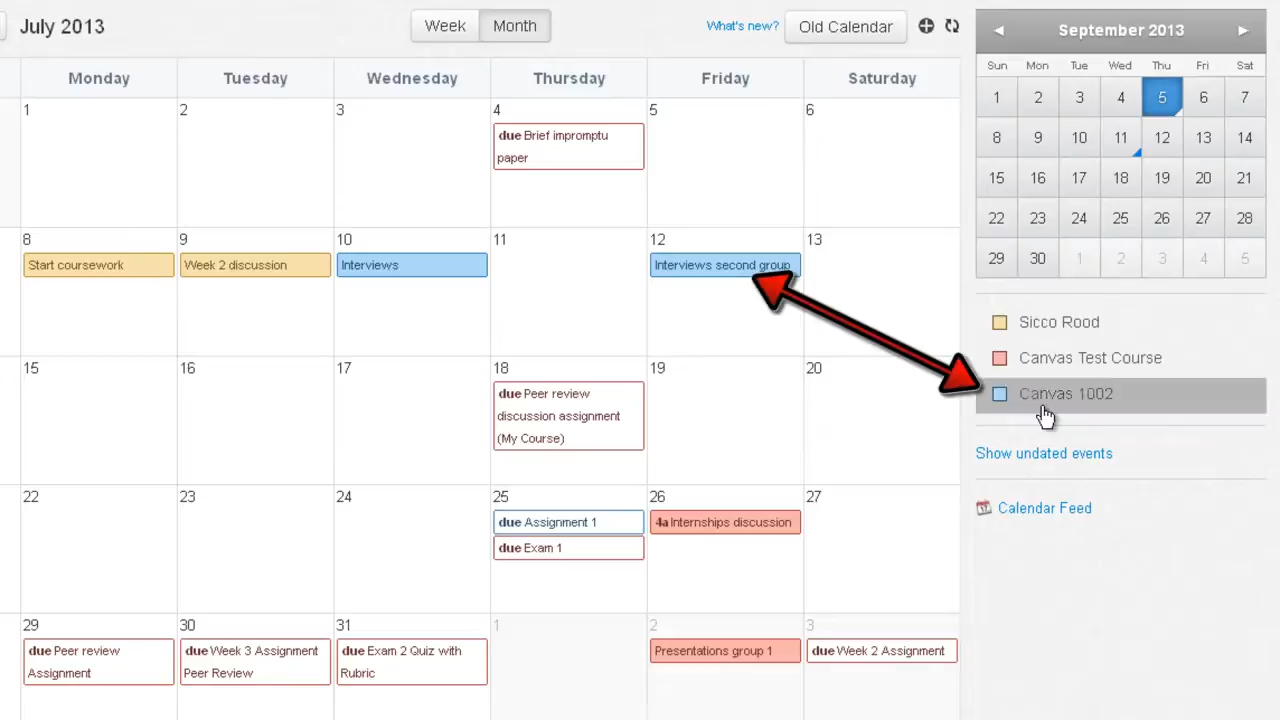 July 2013
Week
Month
What's new?
Old Calendar
Monday
Tuesday
Wednesday
Thursday
Friday
Saturday
1
2
3
4
5
6
due Brief impromptu
paper
8
9
10
11
12
13
Start coursework
Week 2 discussion
Interviews
Interviews second group
15
16
17
18
19
20
due Peer review
discussion assignment
(My Course)
22
23
24
25
26
27
due Assignment 1
due Exam 1
4a Internships discussion
29
30
31
1
2
3
due Peer review
Assignment
due Week 3 Assignment
Peer Review
due Exam 2 Quiz with
Rubric
Presentations group 1
due Week 2 Assignment
September 2013
Sun Mon Tue Wed Thu Fri Sat
1 2 3 4 5 6 7
8 9 10 11 12 13 14
15 16 17 18 19 20 21
22 23 24 25 26 27 28
29 30 1 2 3 4 5
Sicco Rood
Canvas Test Course
Canvas 1002
Show undated events
Calendar Feed